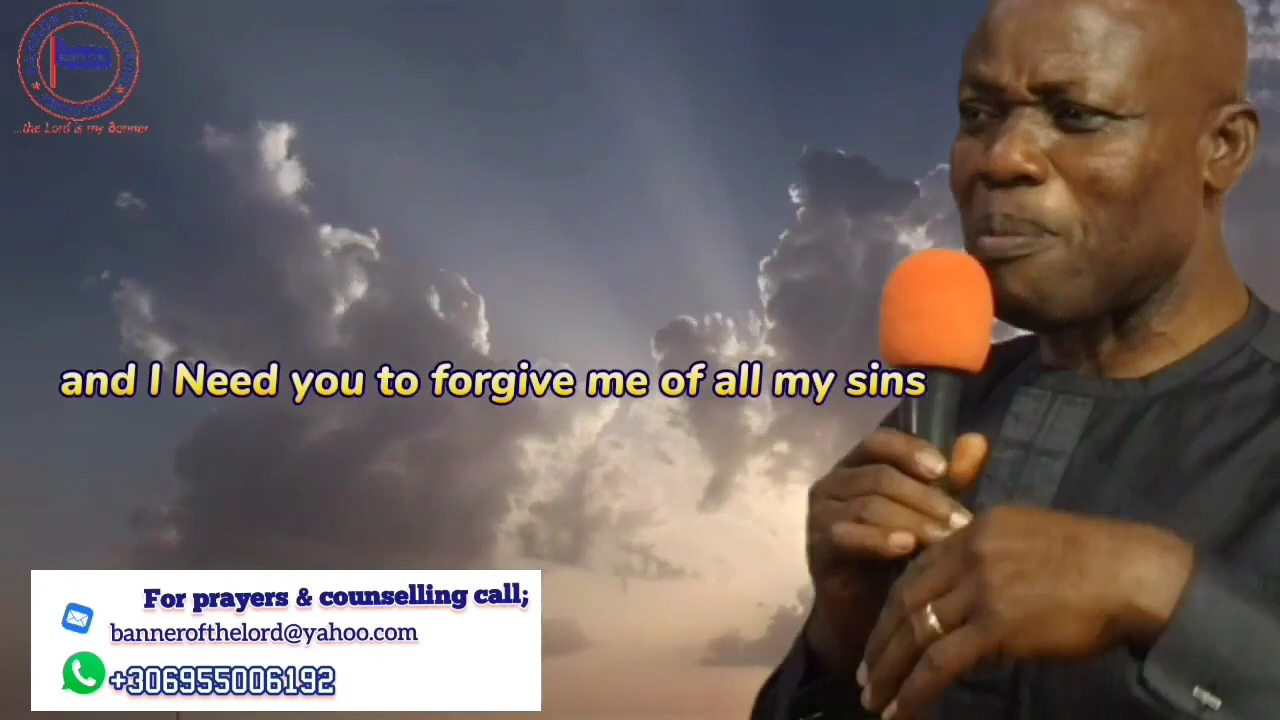 ...the Lord is my Banner
and I Need you to forgive me of all my sins
For prayers & counselling call;
bannerofthelord@yahoo.com
+306955006192